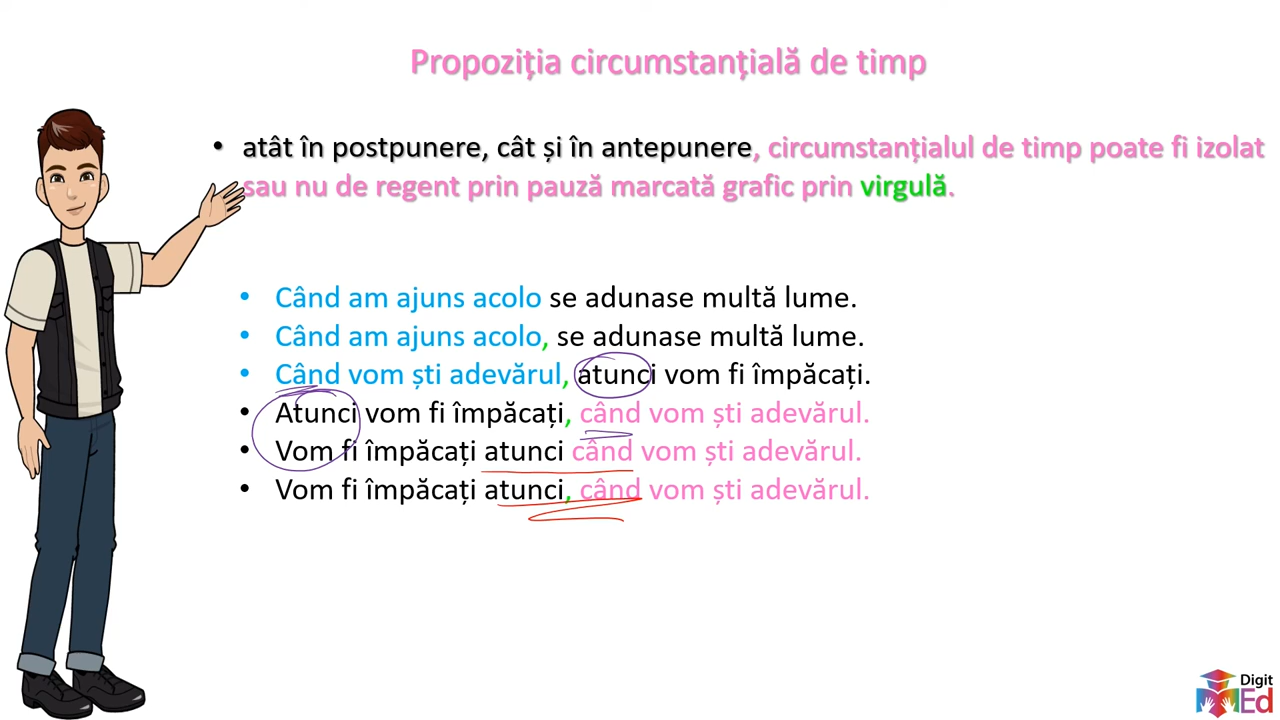 Propoziția circumstanțială de timp
• atât în postpunere, cât și în antepunere, circumstanțialul de timp poate fi izolat
sau nu de regent prin pauză marcată grafic prin virgulă.
• Când am ajuns acolo se adunase multă lume.
• Când am ajuns acolo, se adunase multă lume.
• Când vom ști adevărul, atunci vom fi împăcați.
• Atunci vom fi împăcați, când vom ști adevărul.
• Vom fi împăcați atunci când vom ști adevărul.
• Vom fi împăcați atunci, când vom ști adevărul.
Digit
Ed